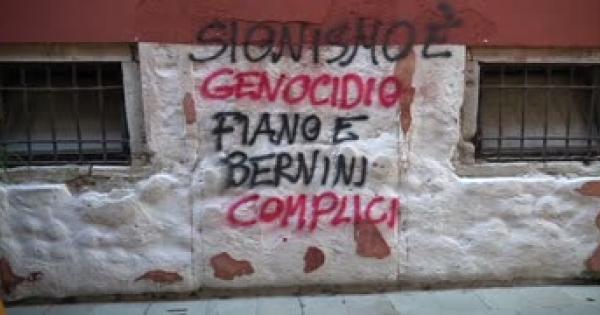 SIONISMO È
GENOCIDIO
FIANO E
BERNINI
COMPLICI